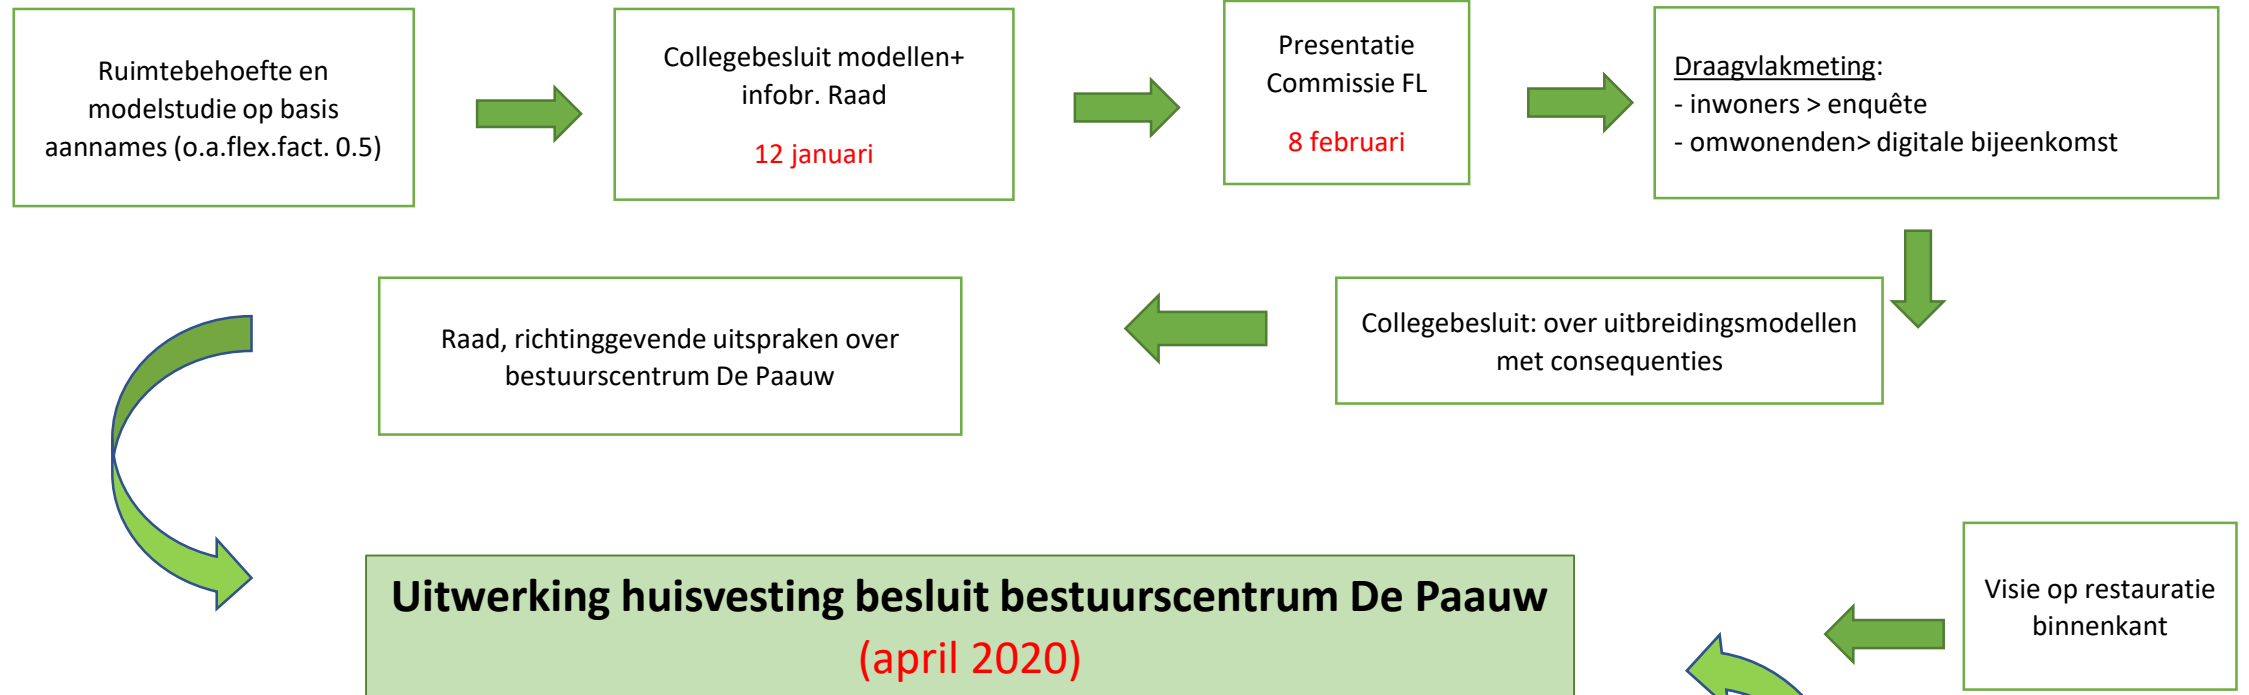 Ruimtebehoefte en
modelstudie op basis
aannames (o.a.flex.fact. 0.5)
Collegebesluit modellen+
infobr. Raad
12 januari
Presentatie
Commissie FL
8 februari
Draagvlakmeting:
- inwoners > enquête
- omwonenden> digitale bijeenkomst
Collegebesluit: over uitbreidingsmodellen
met consequenties
Raad, richtinggevende uitspraken over
bestuurscentrum De Paauw
Uitwerking huisvesting besluit bestuurscentrum De Paauw
(april 2020)
Visie op restauratie
binnenkant